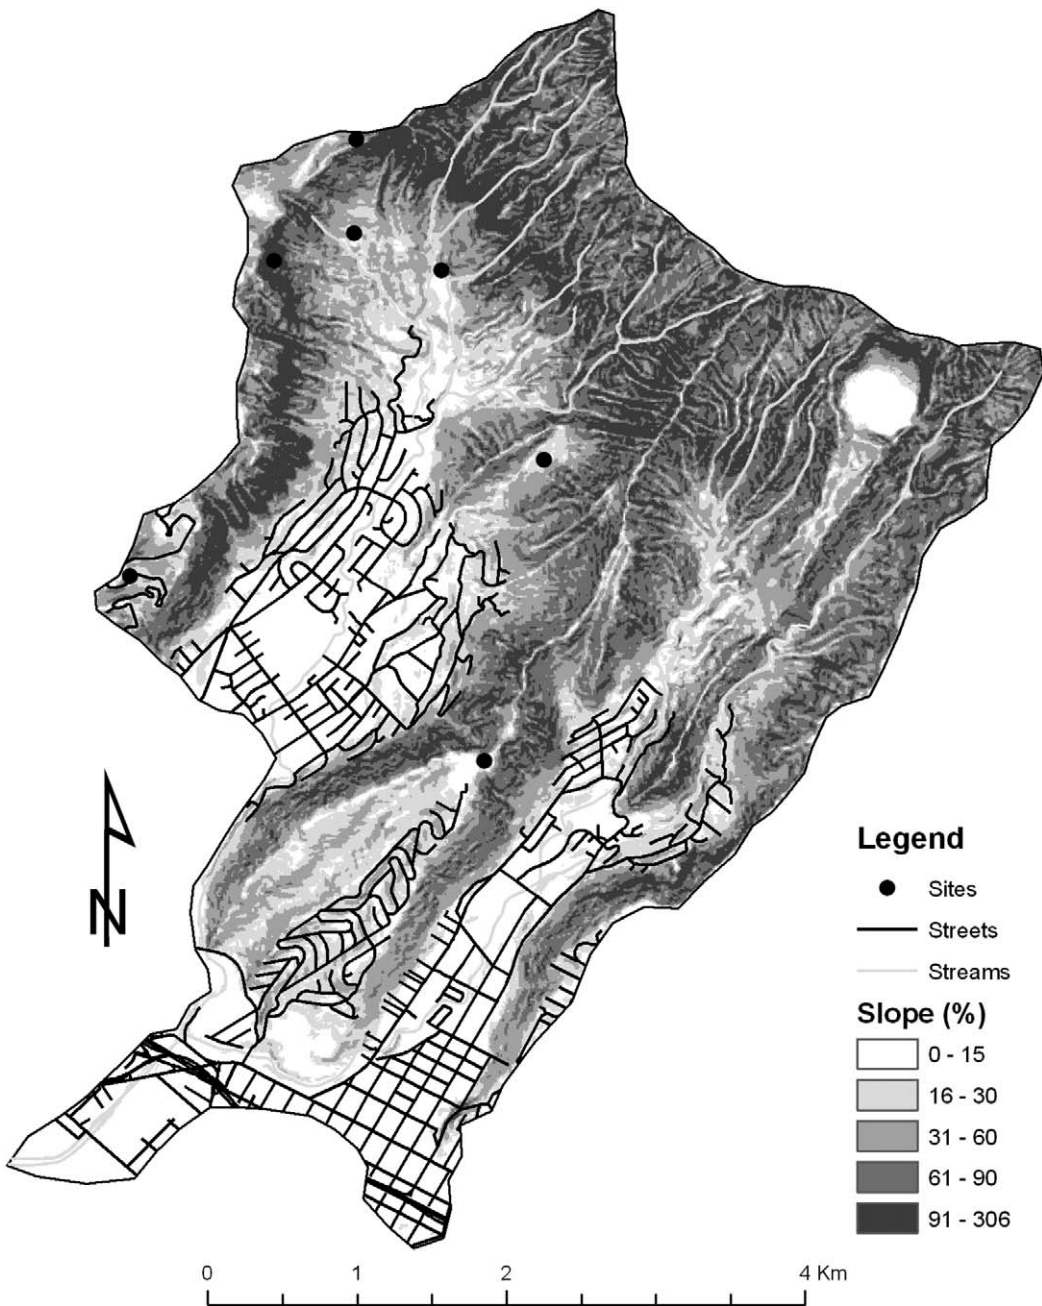 N
Legend
Sites
Streets
Streams
Slope (%)
0 - 15
16 - 30
31 - 60
61 - 90
91 - 306
0 1 2 4 Km